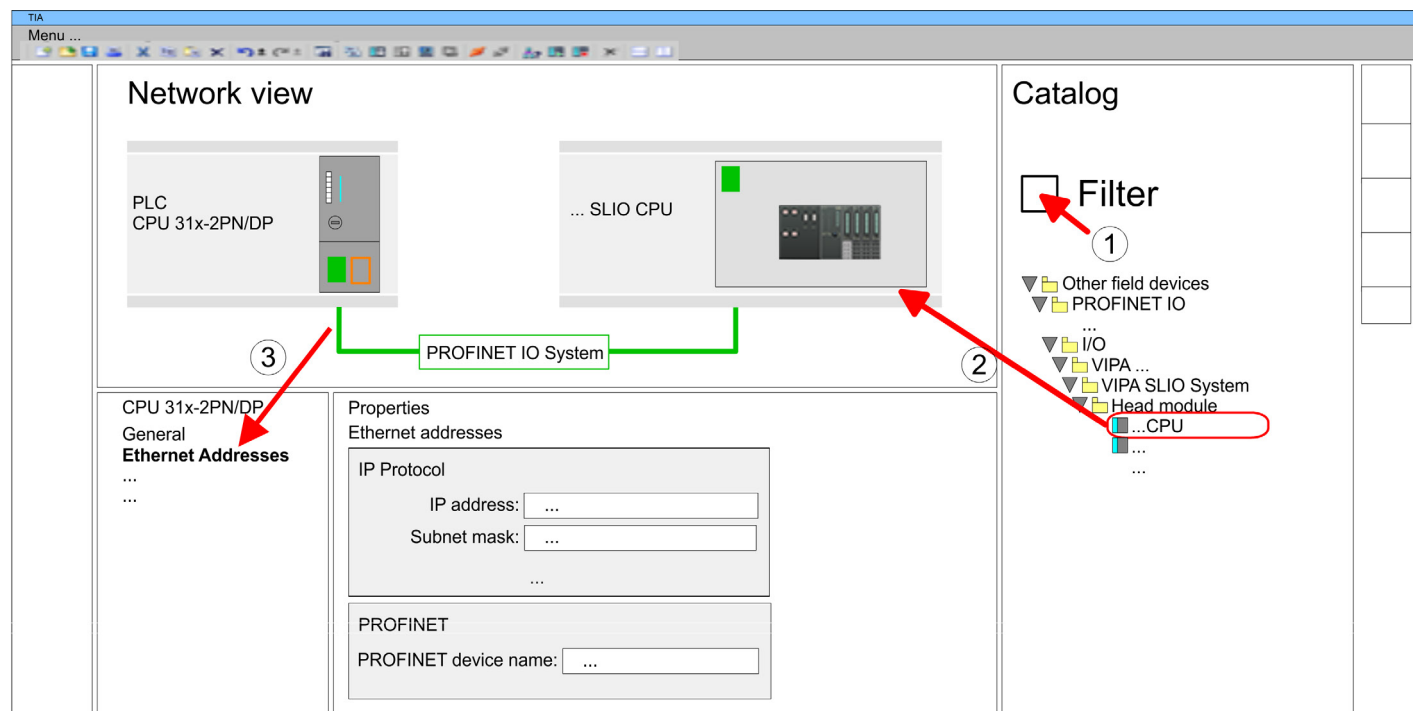 TIA
Menu ...
Network view
PLC
CPU 31x-2PN/DP
... SLIO CPU
PROFINET IO System
3
2
Catalog
Filter
1
Other field devices
PROFINET IO
...
I/O
VIPA ...
VIPA SLIO System
Head module
...CPU
...
...
CPU 31x-2PN/DP
General
Ethernet Addresses
...
...
Properties
Ethernet addresses
IP Protocol
IP address: ...
Subnet mask: ...
...
PROFINET
PROFINET device name: ...